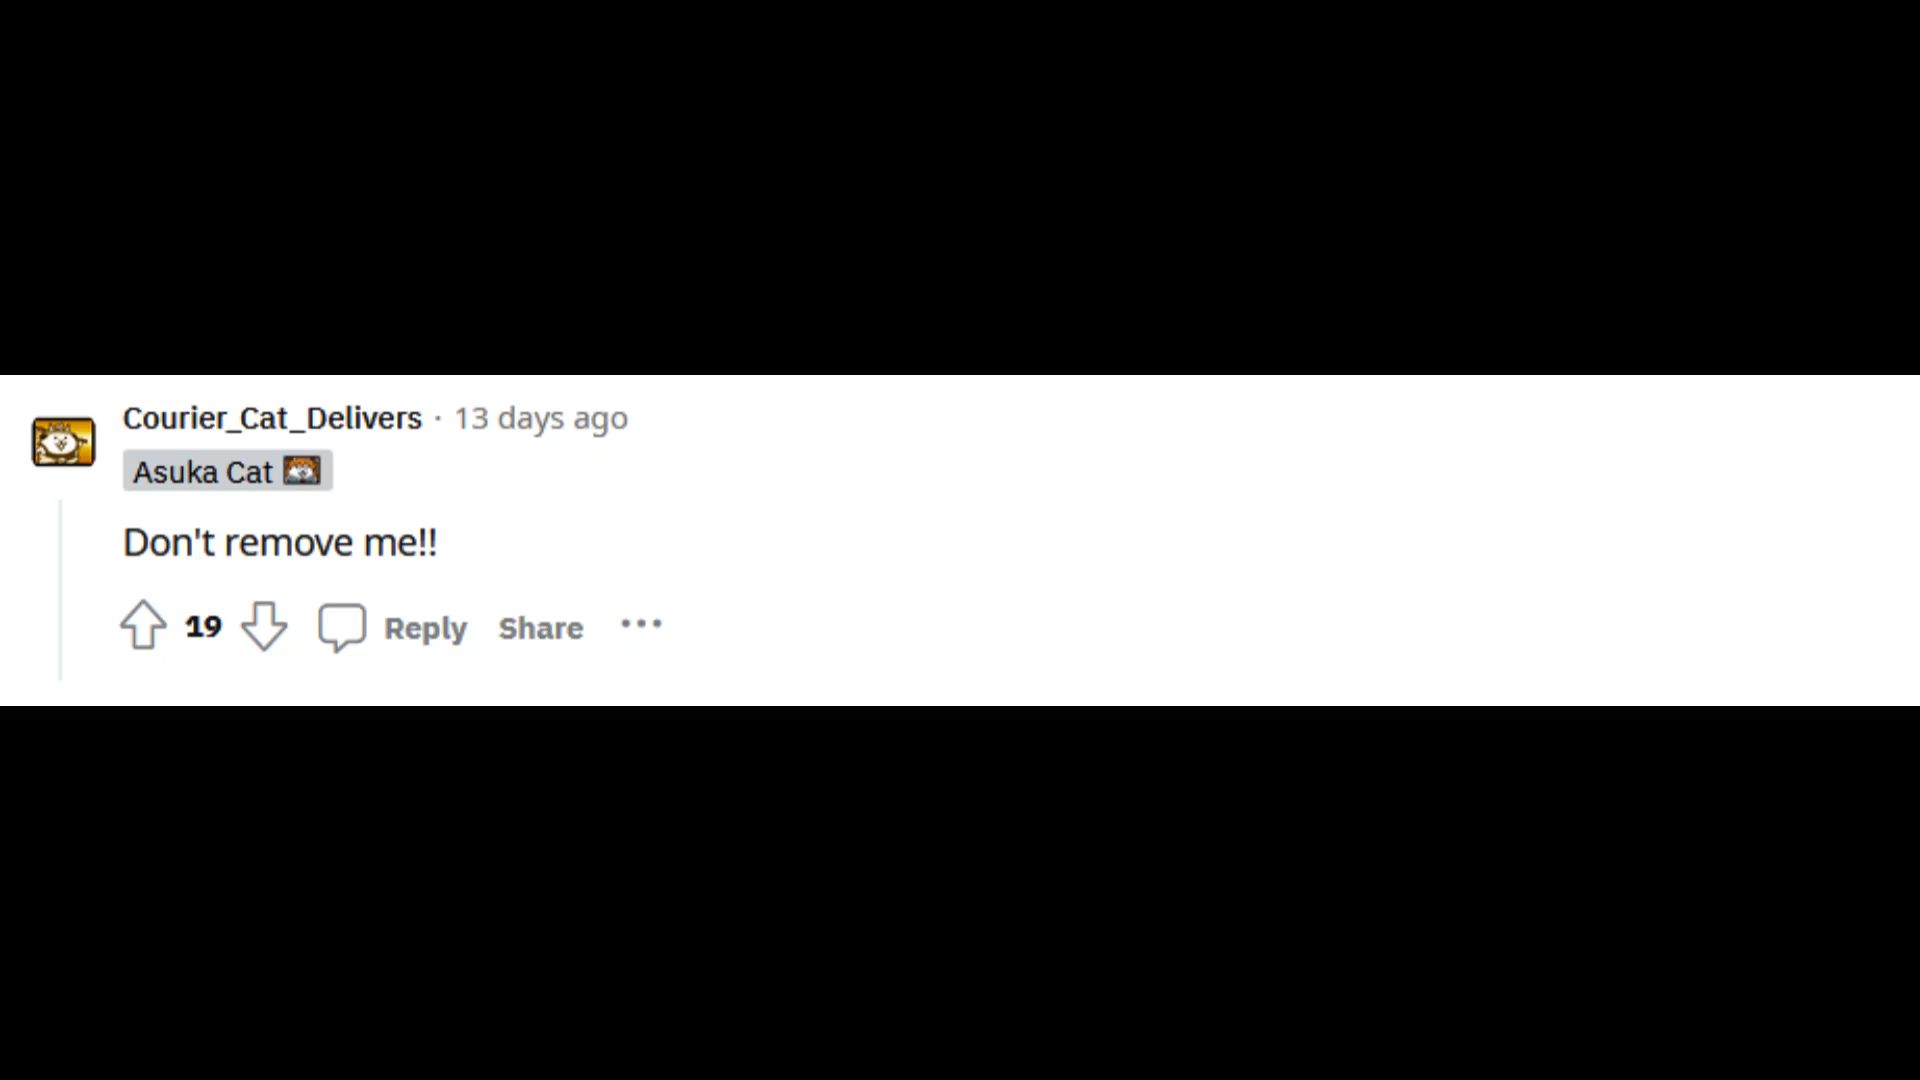 Courier_Cat_Delivers · 13 days ago
Asuka Cat
Don't remove me!!
19 Reply Share ···